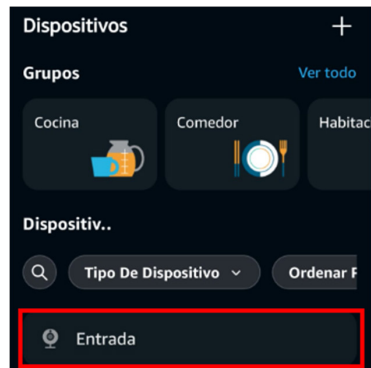 Dispositivos
Grupos Ver todo
Cocina Comedor Habitac
Dispositiv..
Tipo De Dispositivo Ordenar
Entrada